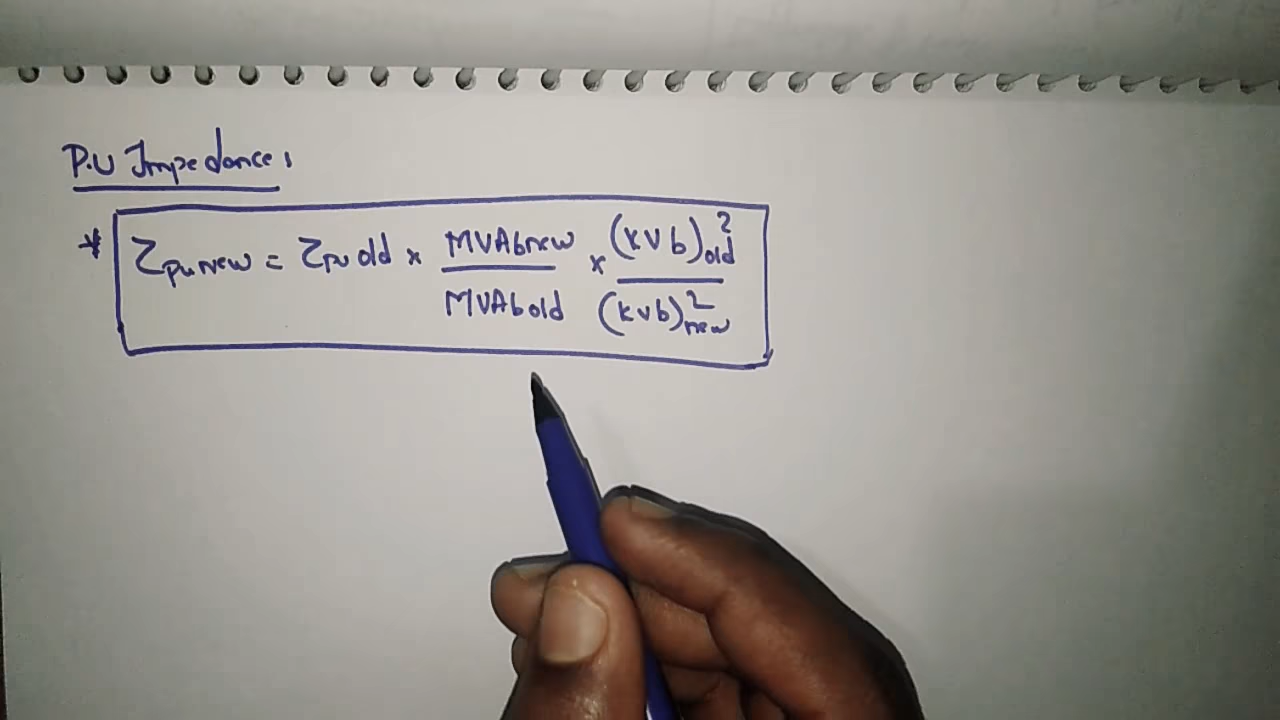 P.U Impedance:
* Zpu new = Zpu old × MVAb new / MVAb old × (kVb)²old / (kVb)²new